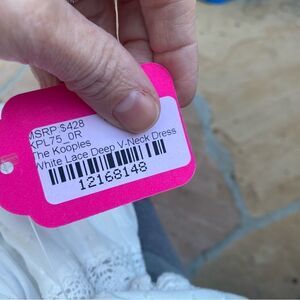 MSRP $428
KPL75_0R
The Kooples
White Lace Deep V-Neck Dress
12168148